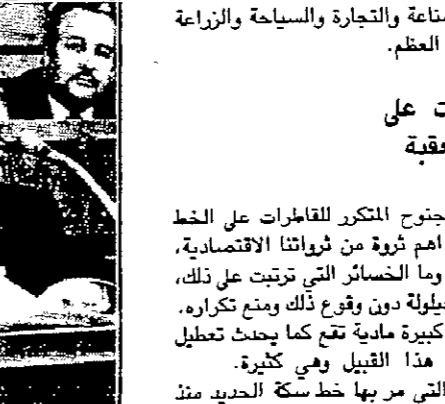 ناعة والتجارة والسياحة والزراعة
العظم.
ت على
عقبة
جنوح المتكرر للقاطرات على الخط
اهم ثروة من ثرواتنا الاقتصادية،
وما الخسائر التي ترتبت على ذلك،
حيلولة دون وقوع ذلك ومنع تكراره.
كبيرة مادية تقع كما يحدث تعطيل
هذا القبيل وهي كثيرة.
التي مر بها خط سكة الحديد منذ